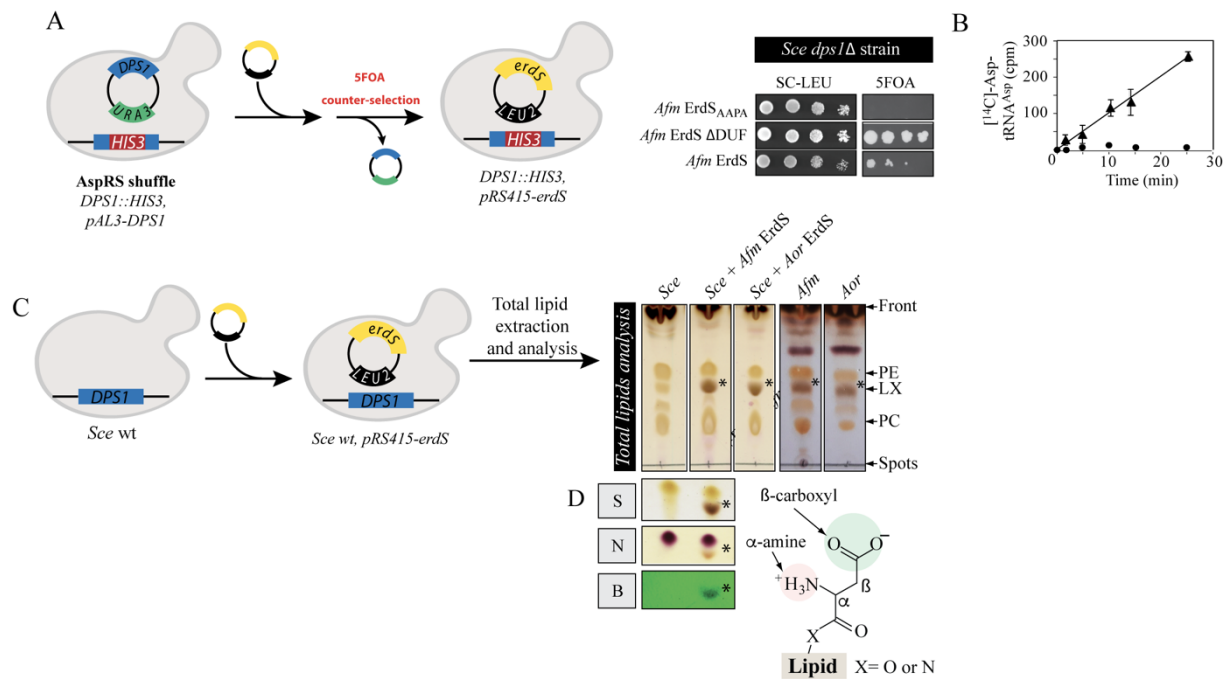 A
DPS1
URA3
HIS3
AspRS shuffle
DPS1::HIS3,
pAL3-DPS1
5FOA
counter-selection
erdS
LEU2
HIS3
DPS1::HIS3,
pRS415-erdS
Sce dps1Δ strain
SC-LEU 5FOA
Afm ErdSAAPA
Afm ErdS ΔDUF
Afm ErdS
B
[14C]-Asp-
tRNAAsp (cpm)
300
200
100
0
0 10 20 30
Time (min)
C
DPS1
Sce wt
erdS
LEU2
DPS1
Sce wt, pRS415-erdS
Total lipid
extraction
and analysis
Total lipids analysis
Sce
Sce + Afm ErdS
Sce + Aor ErdS
Afm
Aor
Front
PE
LX
PC
Spots
* * * *
D
S *
N *
B *
ß-carboxyl
α-amine
O O−
+H3N
α
ß
X O
Lipid X= O or N